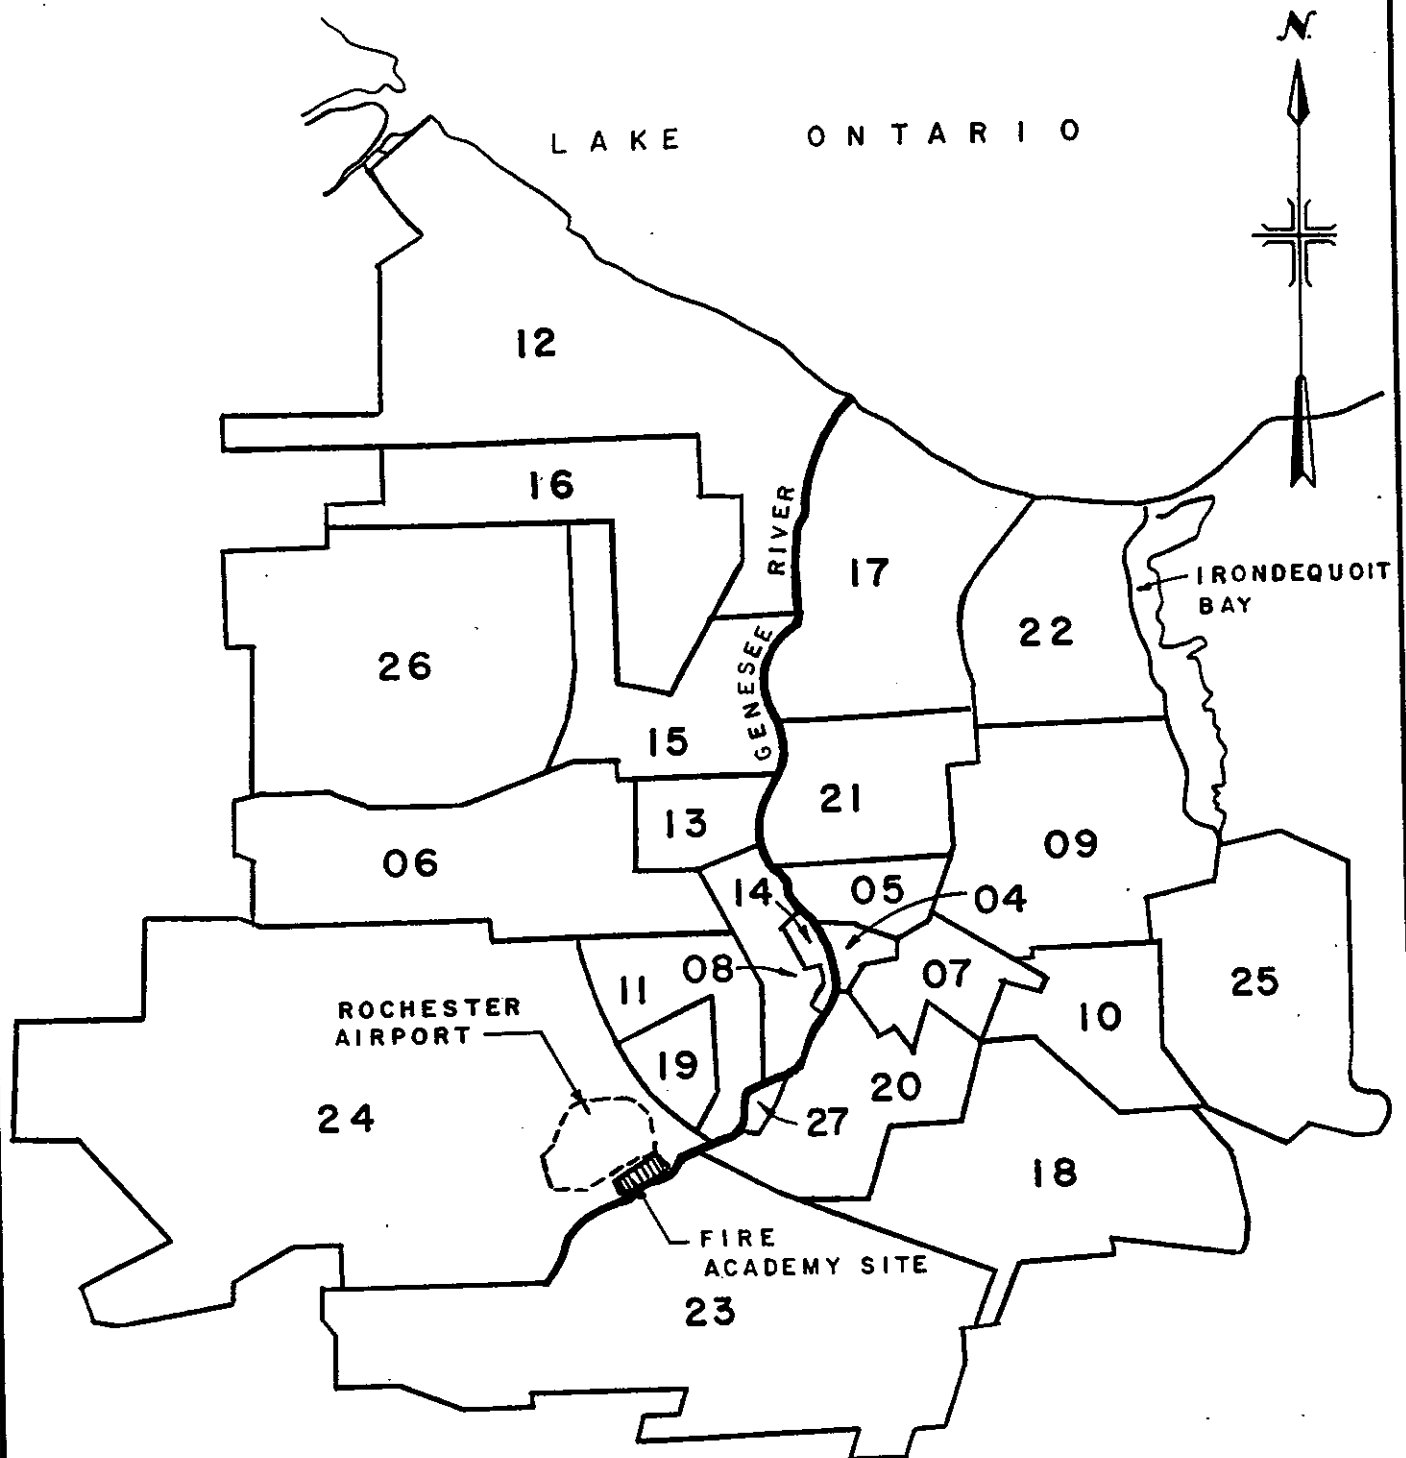 N.
LAKE ONTARIO
12
16
RIVER
17
IRONDEQUOIT
BAY
22
26
GENESEE
15
21
13
09
06
14
05
04
08
07
25
11
ROCHESTER
AIRPORT
10
19
20
24
27
18
FIRE
ACADEMY SITE
23